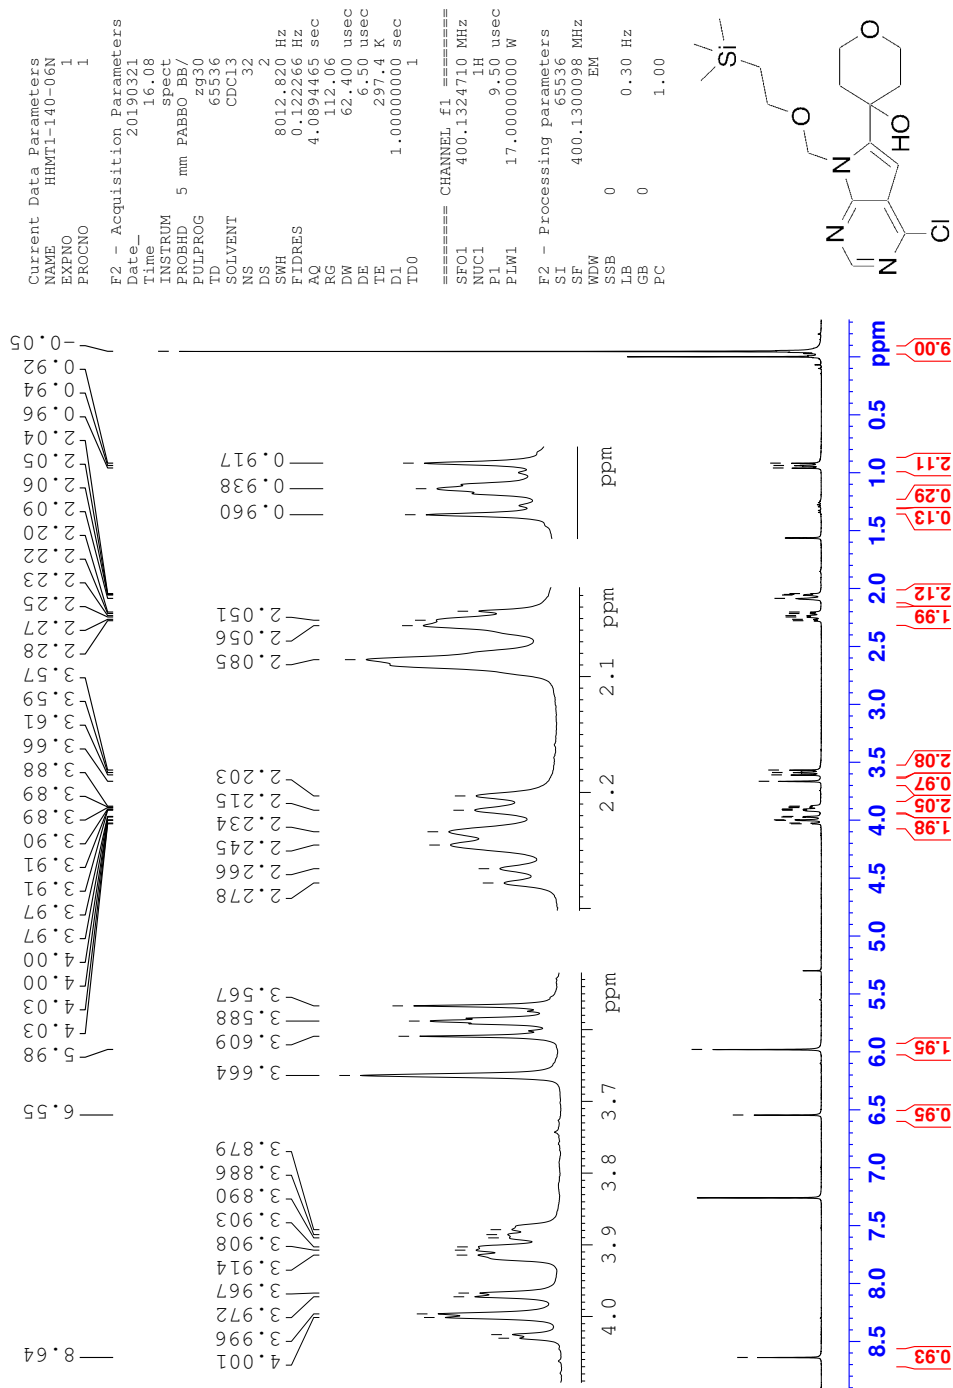 Current Data Parameters
NAME HHMT1-140-06N
EXPNO 1
PROCNO 1
F2 - Acquisition Parameters
Date_ 20190321
Time 16.08
INSTRUM spect
PROBHD 5 mm PABBO BB/
PULPROG zg30
TD 65536
SOLVENT CDCl3
NS 32
DS 2
SWH 8012.820 Hz
FIDRES 0.122266 Hz
AQ 4.0894465 sec
RG 112.06
DW 62.400 usec
DE 6.50 usec
TE 297.4 K
D1 1.00000000 sec
TD0 1
======== CHANNEL f1 ========
SFO1 400.1324710 MHz
NUC1 1H
P1 9.50 usec
PLW1 17.00000000 W
F2 - Processing parameters
SI 65536
SF 400.1300098 MHz
WDW EM
SSB 0
LB 0.30 Hz
GB 0
PC 1.00
Si
O
N
N
N
Cl
HO
O
8.64
6.55
5.98
4.03
4.03
4.00
4.00
3.97
3.97
3.91
3.91
3.90
3.89
3.89
3.88
3.66
3.61
3.59
3.57
2.28
2.27
2.25
2.23
2.22
2.20
2.09
2.06
2.05
2.04
0.96
0.94
0.92
-0.05
4.001
3.996
3.972
3.967
3.914
3.908
3.903
3.890
3.886
3.879
3.664
3.609
3.588
3.567
4.0 3.9 3.8 3.7 ppm
2.278
2.266
2.245
2.234
2.215
2.203
2.085
2.056
2.051
2.2 2.1 ppm
0.960
0.938
0.917
ppm
8.5 8.0 7.5 7.0 6.5 6.0 5.5 5.0 4.5 4.0 3.5 3.0 2.5 2.0 1.5 1.0 0.5 ppm
0.93
0.95
1.95
1.98
2.05
0.97
2.08
1.99
2.12
0.13
0.29
2.11
9.00